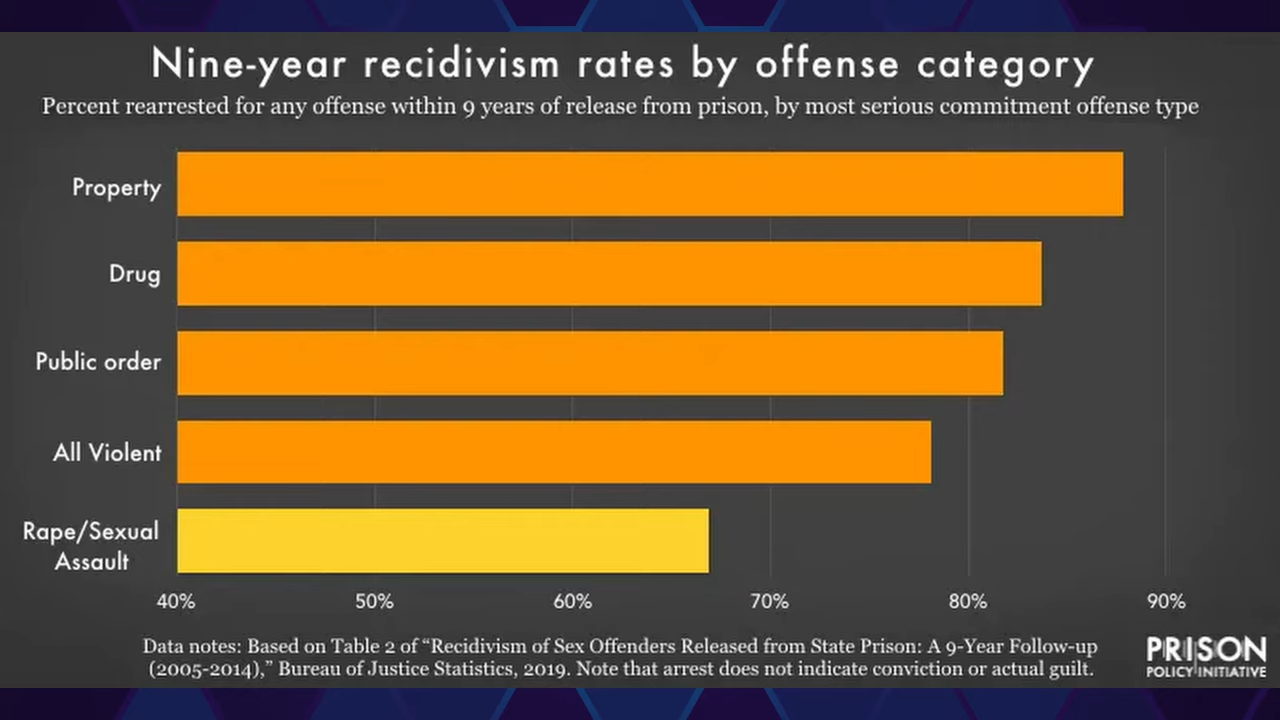 Nine-year recidivism rates by offense category
Percent rearrested for any offense within 9 years of release from prison, by most serious commitment offense type
Property
Drug
Public order
All Violent
Rape/Sexual
Assault
40% 50% 60% 70% 80% 90%
Data notes: Based on Table 2 of “Recidivism of Sex Offenders Released from State Prison: A 9-Year Follow-up
(2005-2014),” Bureau of Justice Statistics, 2019. Note that arrest does not indicate conviction or actual guilt.
PRISON
POLICY INITIATIVE